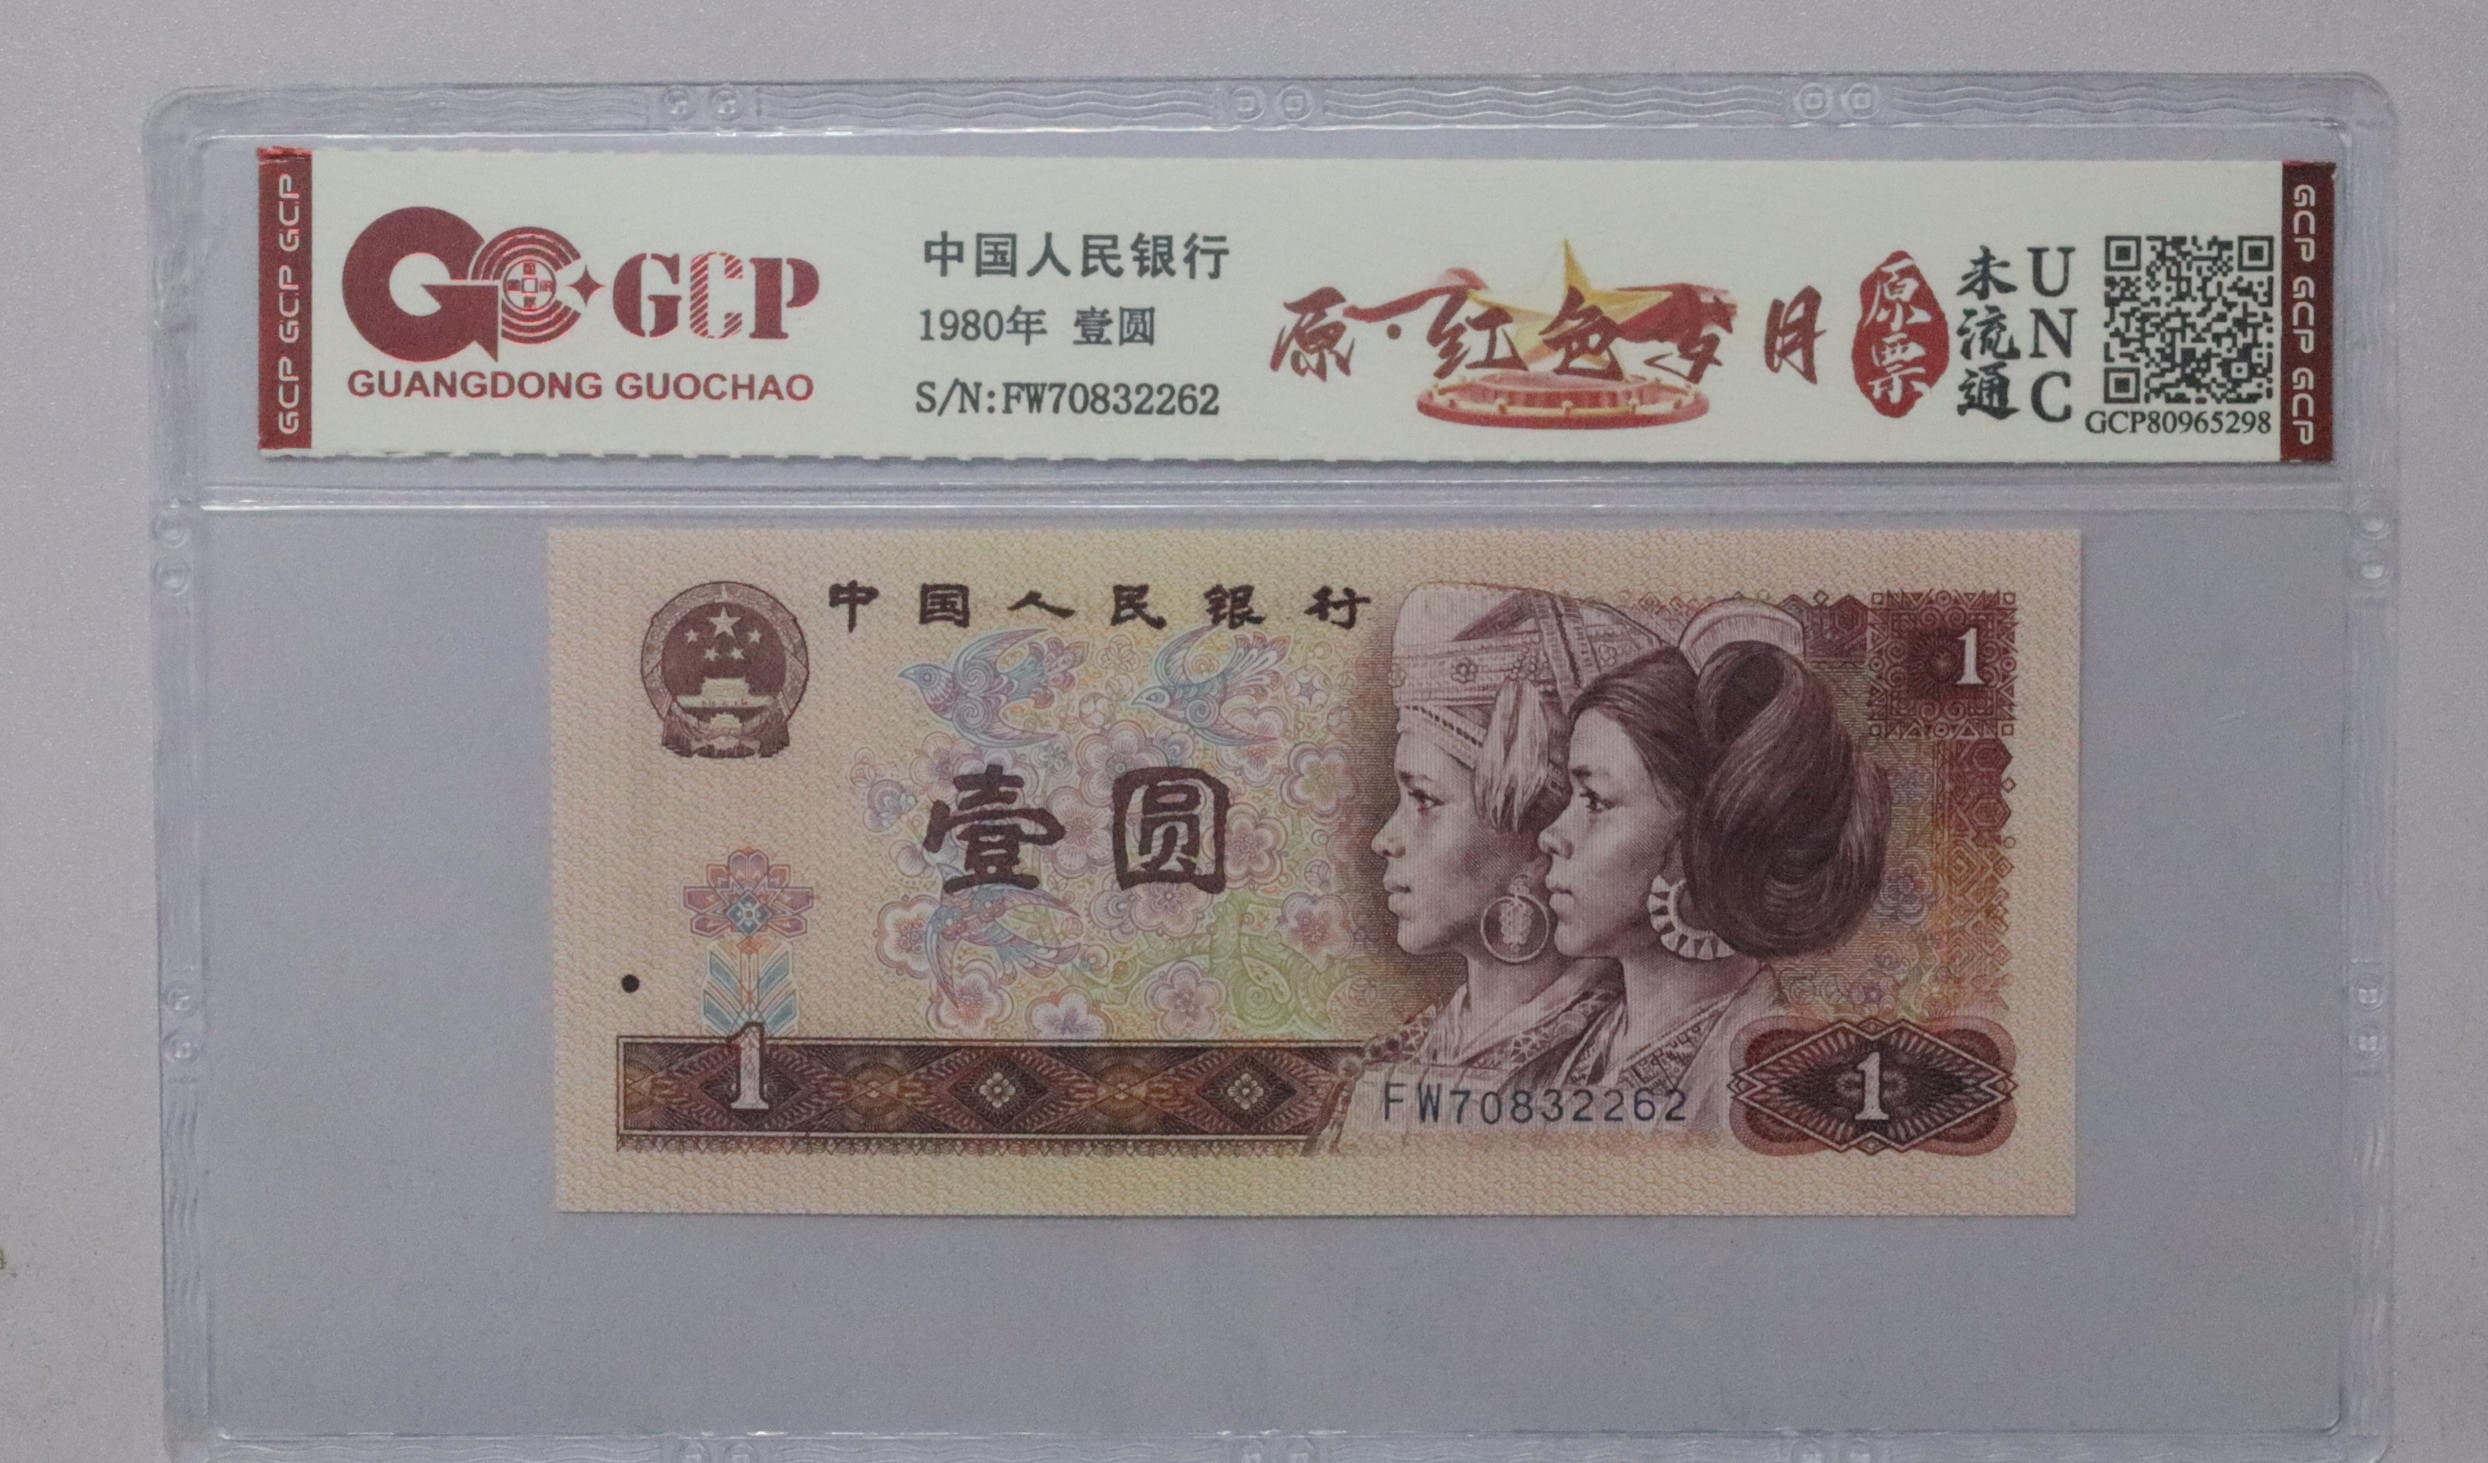 GCP GCP GCP
GCP
GUANGDONG GUOCHAO
中国人民银行
1980年 壹圆
S/N:FW70832262
原·红色岁月
原票
未流通
UNC
GCP80965298
GCP GCP GCP
中国人民银行
1
壹圆
1
FW70832262
1